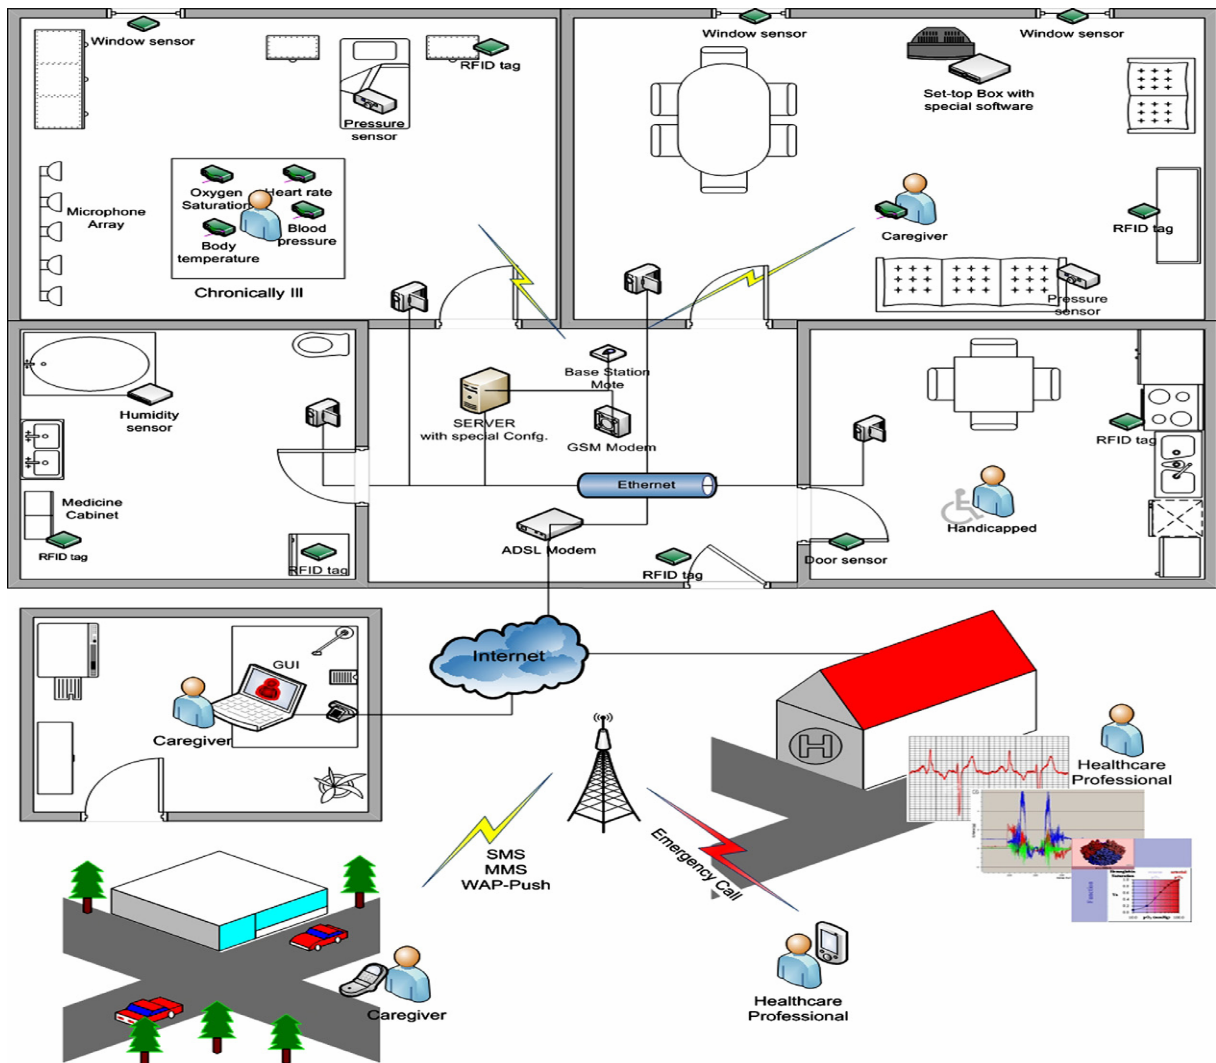 Window sensor
RFID tag
Pressure
sensor
Oxygen
Saturation
Heart rate
Blood
pressure
Body
temperature
Microphone
Array
Chronically Ill
Window sensor
Window sensor
Set-top Box with
special software
Caregiver
RFID tag
Pressure
sensor
Humidity
sensor
Medicine
Cabinet
RFID tag
RFID tag
Base Station
Mote
SERVER
with special Confg.
GSM Modem
Ethernet
ADSL Modem
RFID tag
RFID tag
Handicapped
Door sensor
Internet
GUI
Caregiver
H
Healthcare
Professional
SMS
MMS
WAP-Push
Emergency Call
Caregiver
Healthcare
Professional